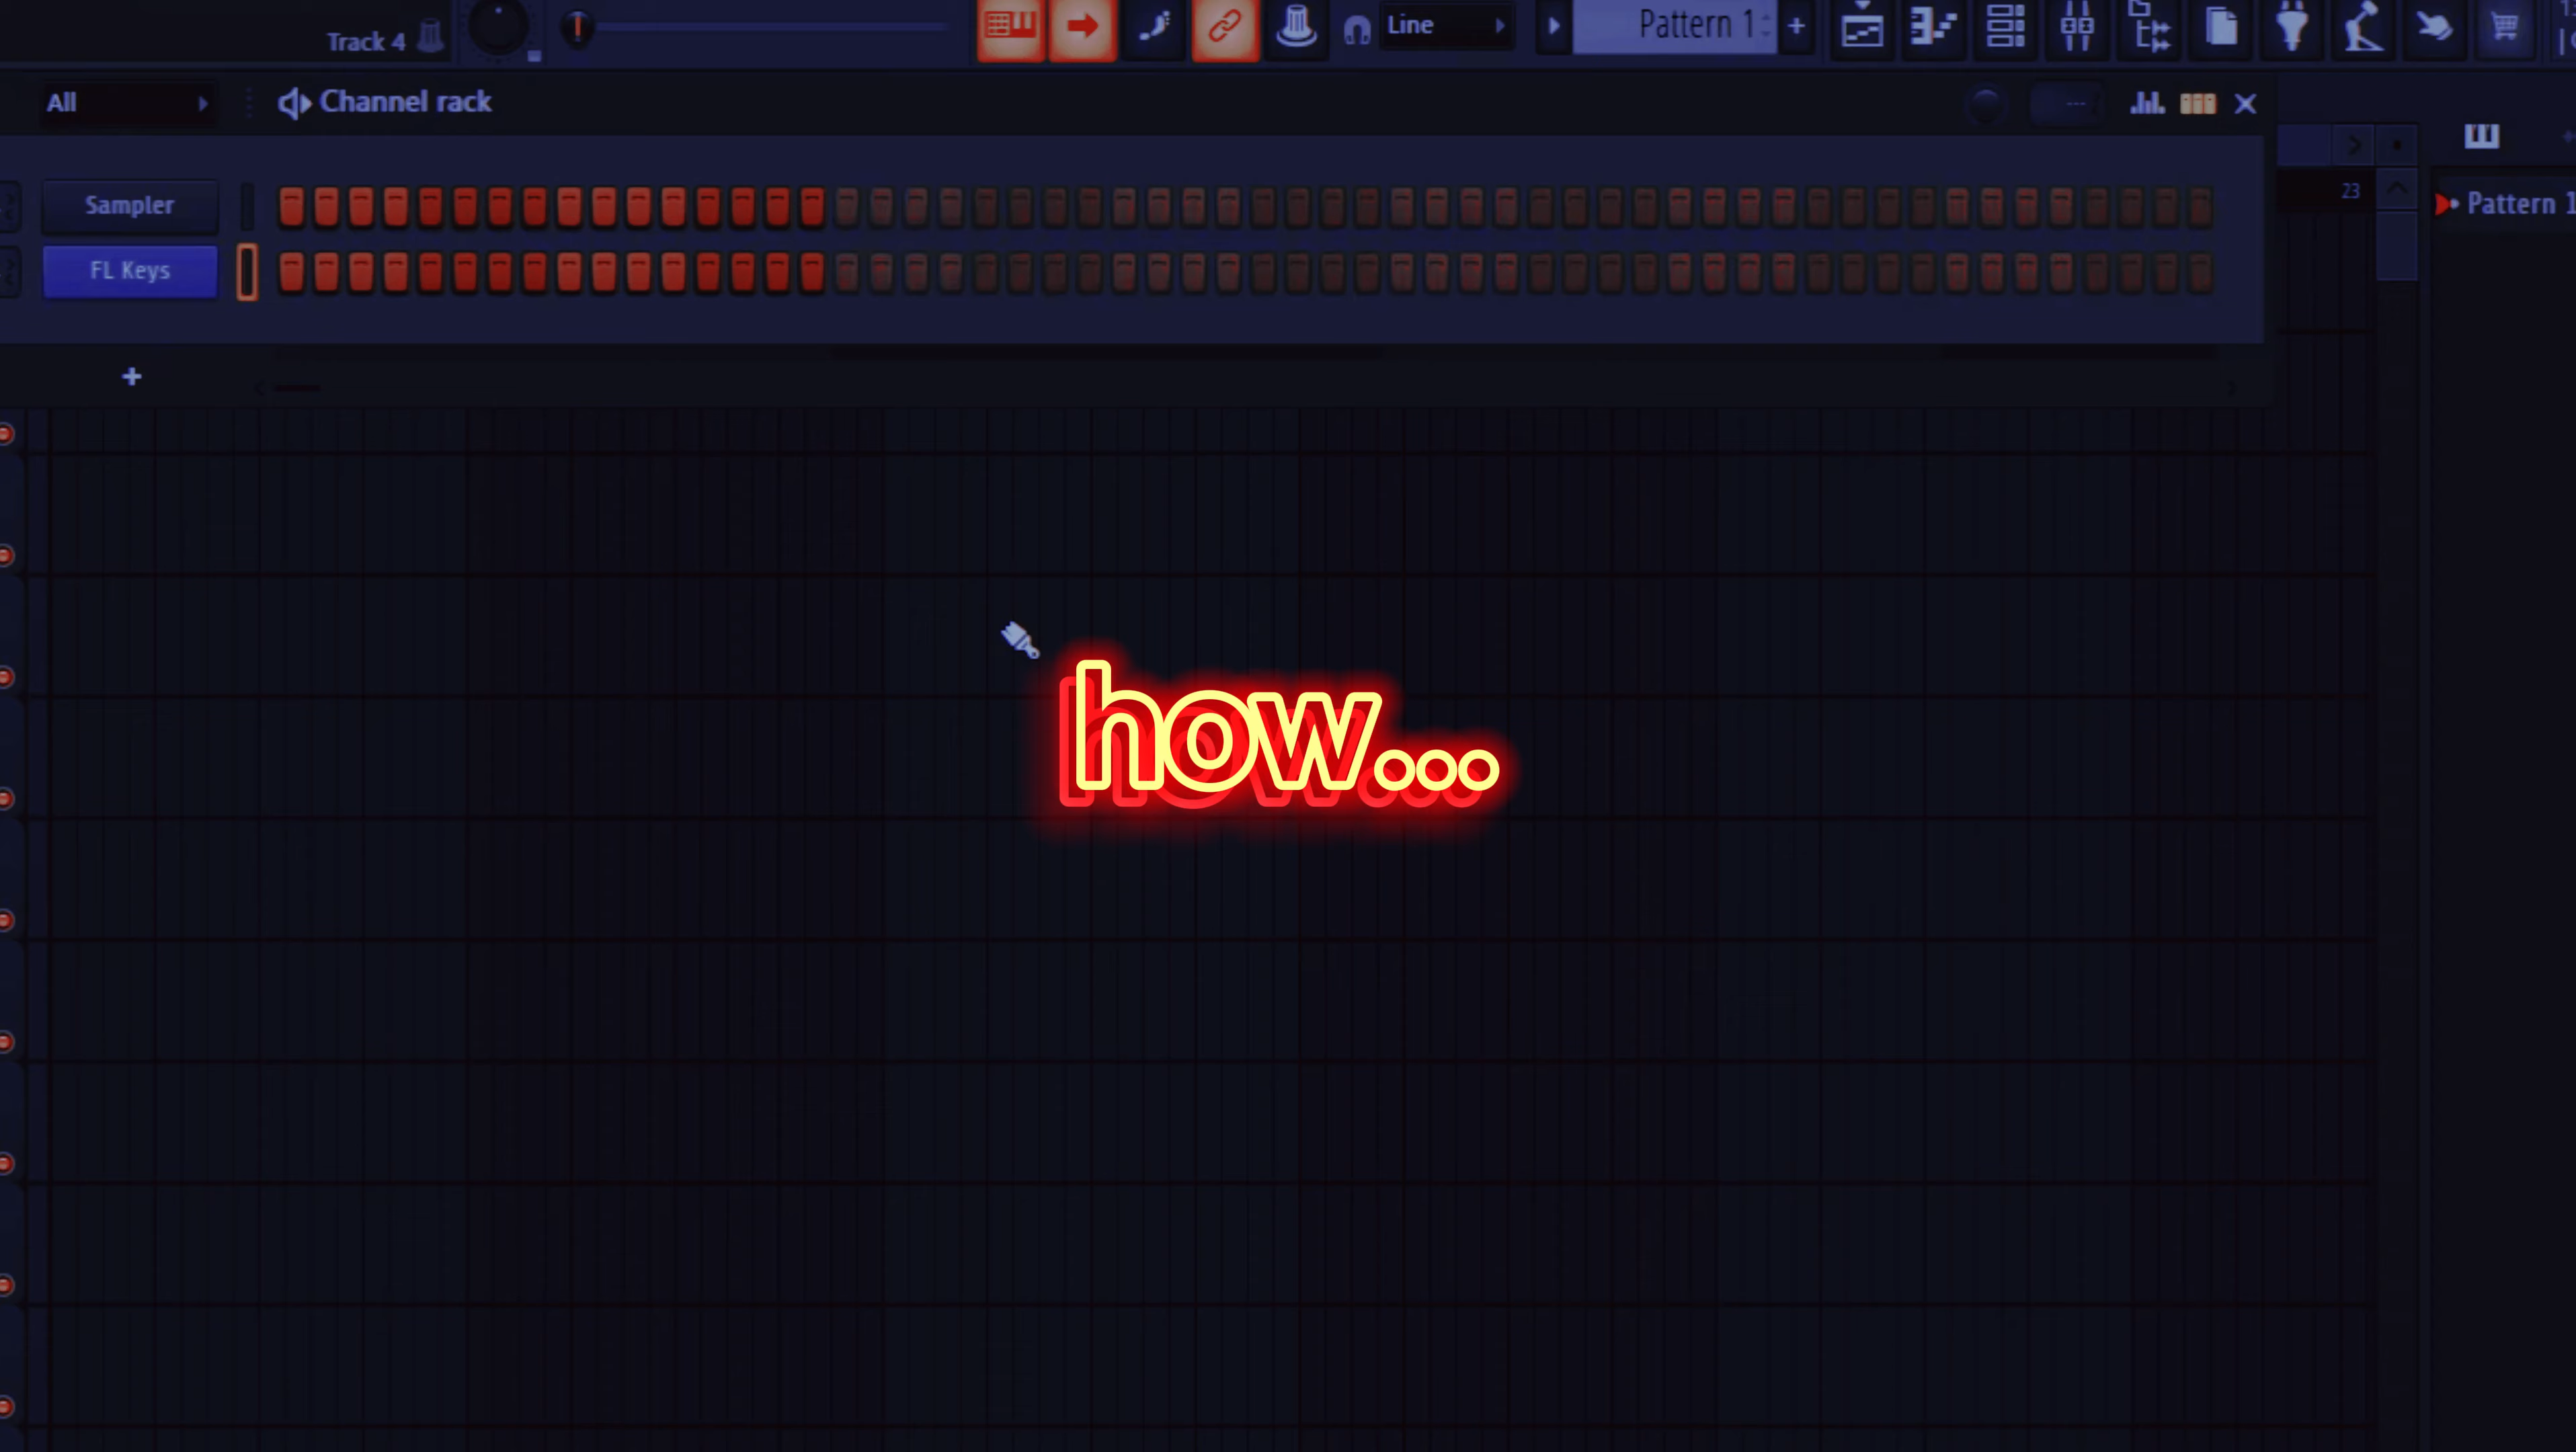 Track 4
Line
Pattern 1
All
Channel rack
Sampler
FL Keys
23
Pattern 1
how...